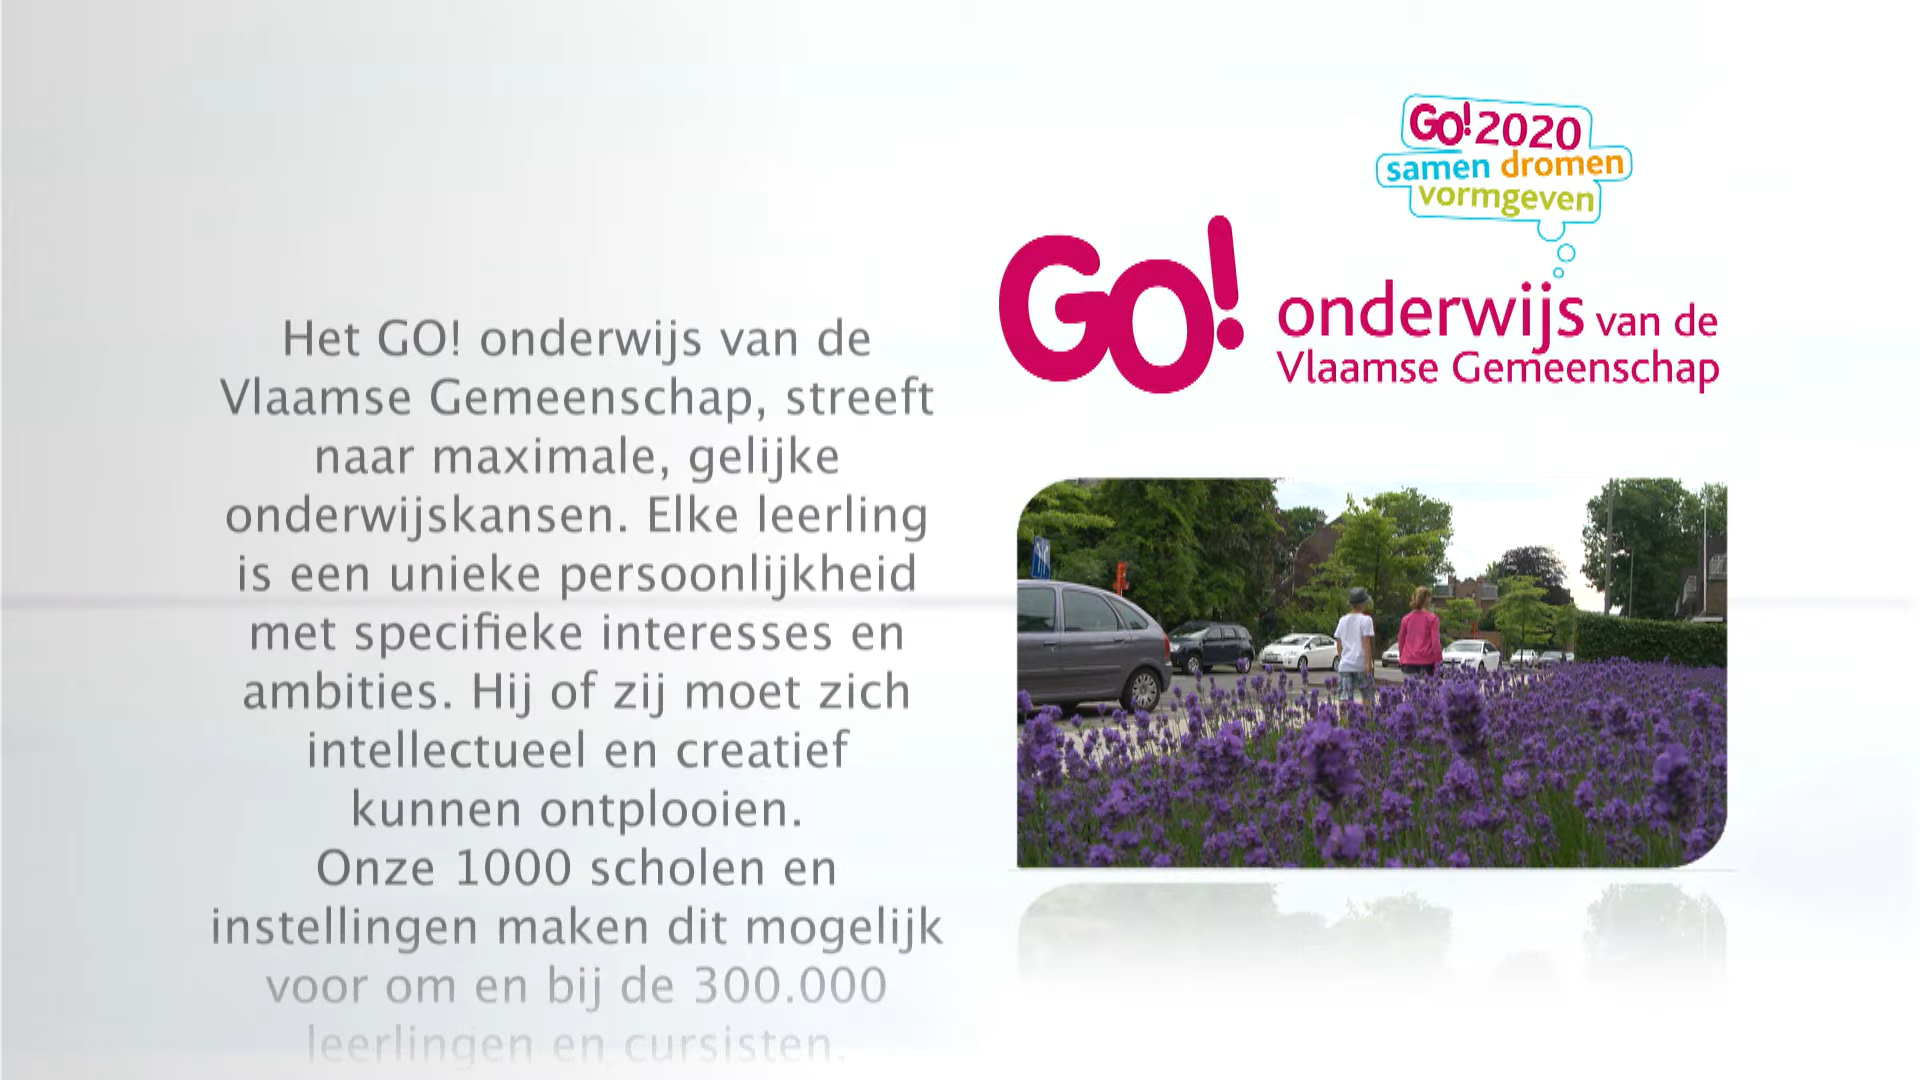 Het GO! onderwijs van de
Vlaamse Gemeenschap, streeft
naar maximale, gelijke
onderwijskansen. Elke leerling
is een unieke persoonlijkheid
met specifieke interesses en
ambities. Hij of zij moet zich
intellectueel en creatief
kunnen ontplooien.
Onze 1000 scholen en
instellingen maken dit mogelijk
voor om en bij de 300.000
leerlingen en cursisten.
GO! 2020
samen dromen
vormgeven
GO! onderwijs van de
Vlaamse Gemeenschap